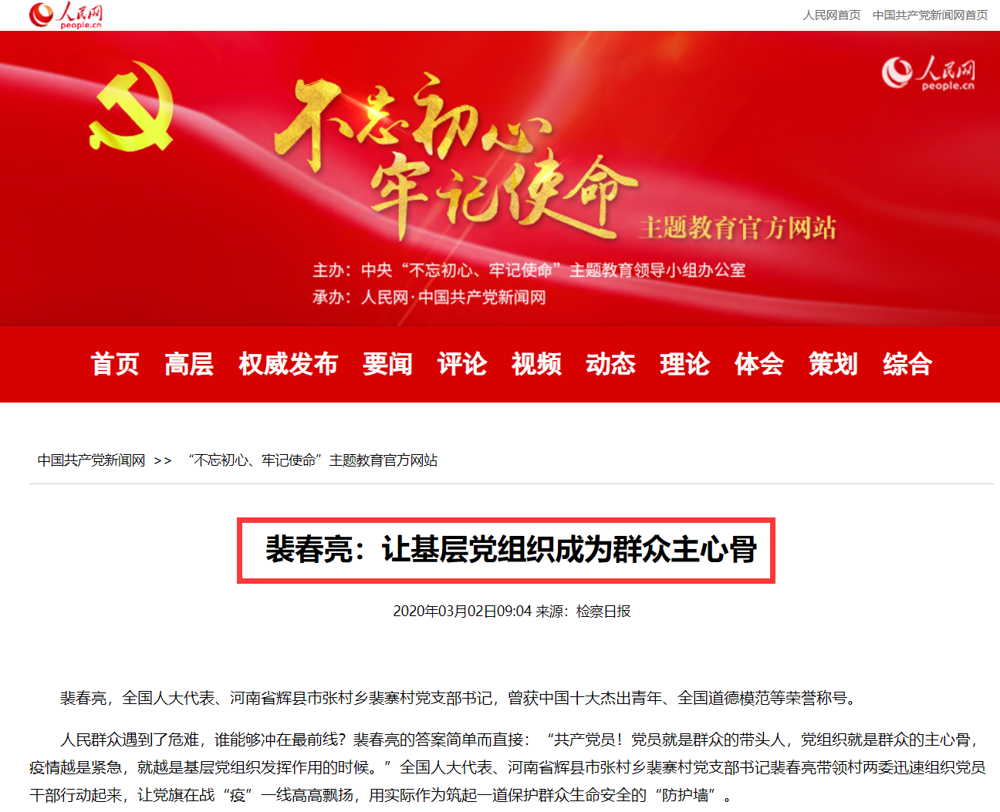 人民网
people.cn
人民网首页 中国共产党新闻网首页
人民网
people.cn
不忘初心
牢记使命
主题教育官方网站
主办：中央“不忘初心、牢记使命”主题教育领导小组办公室
承办：人民网·中国共产党新闻网
首页 高层 权威发布 要闻 评论 视频 动态 理论 体会 策划 综合
中国共产党新闻网 >> “不忘初心、牢记使命”主题教育官方网站
裴春亮：让基层党组织成为群众主心骨
2020年03月02日09:04 来源：检察日报
裴春亮，全国人大代表、河南省辉县市张村乡裴寨村党支部书记，曾获中国十大杰出青年、全国道德模范等荣誉称号。
人民群众遇到了危难，谁能够冲在最前线？裴春亮的答案简单而直接：“共产党员！党员就是群众的带头人，党组织就是群众的主心骨，
疫情越是紧急，就越是基层党组织发挥作用的时候。”全国人大代表、河南省辉县市张村乡裴寨村党支部书记裴春亮带领村两委迅速组织党员
干部行动起来，让党旗在战“疫”一线高高飘扬，用实际作为筑起一道保护群众生命安全的“防护墙”。